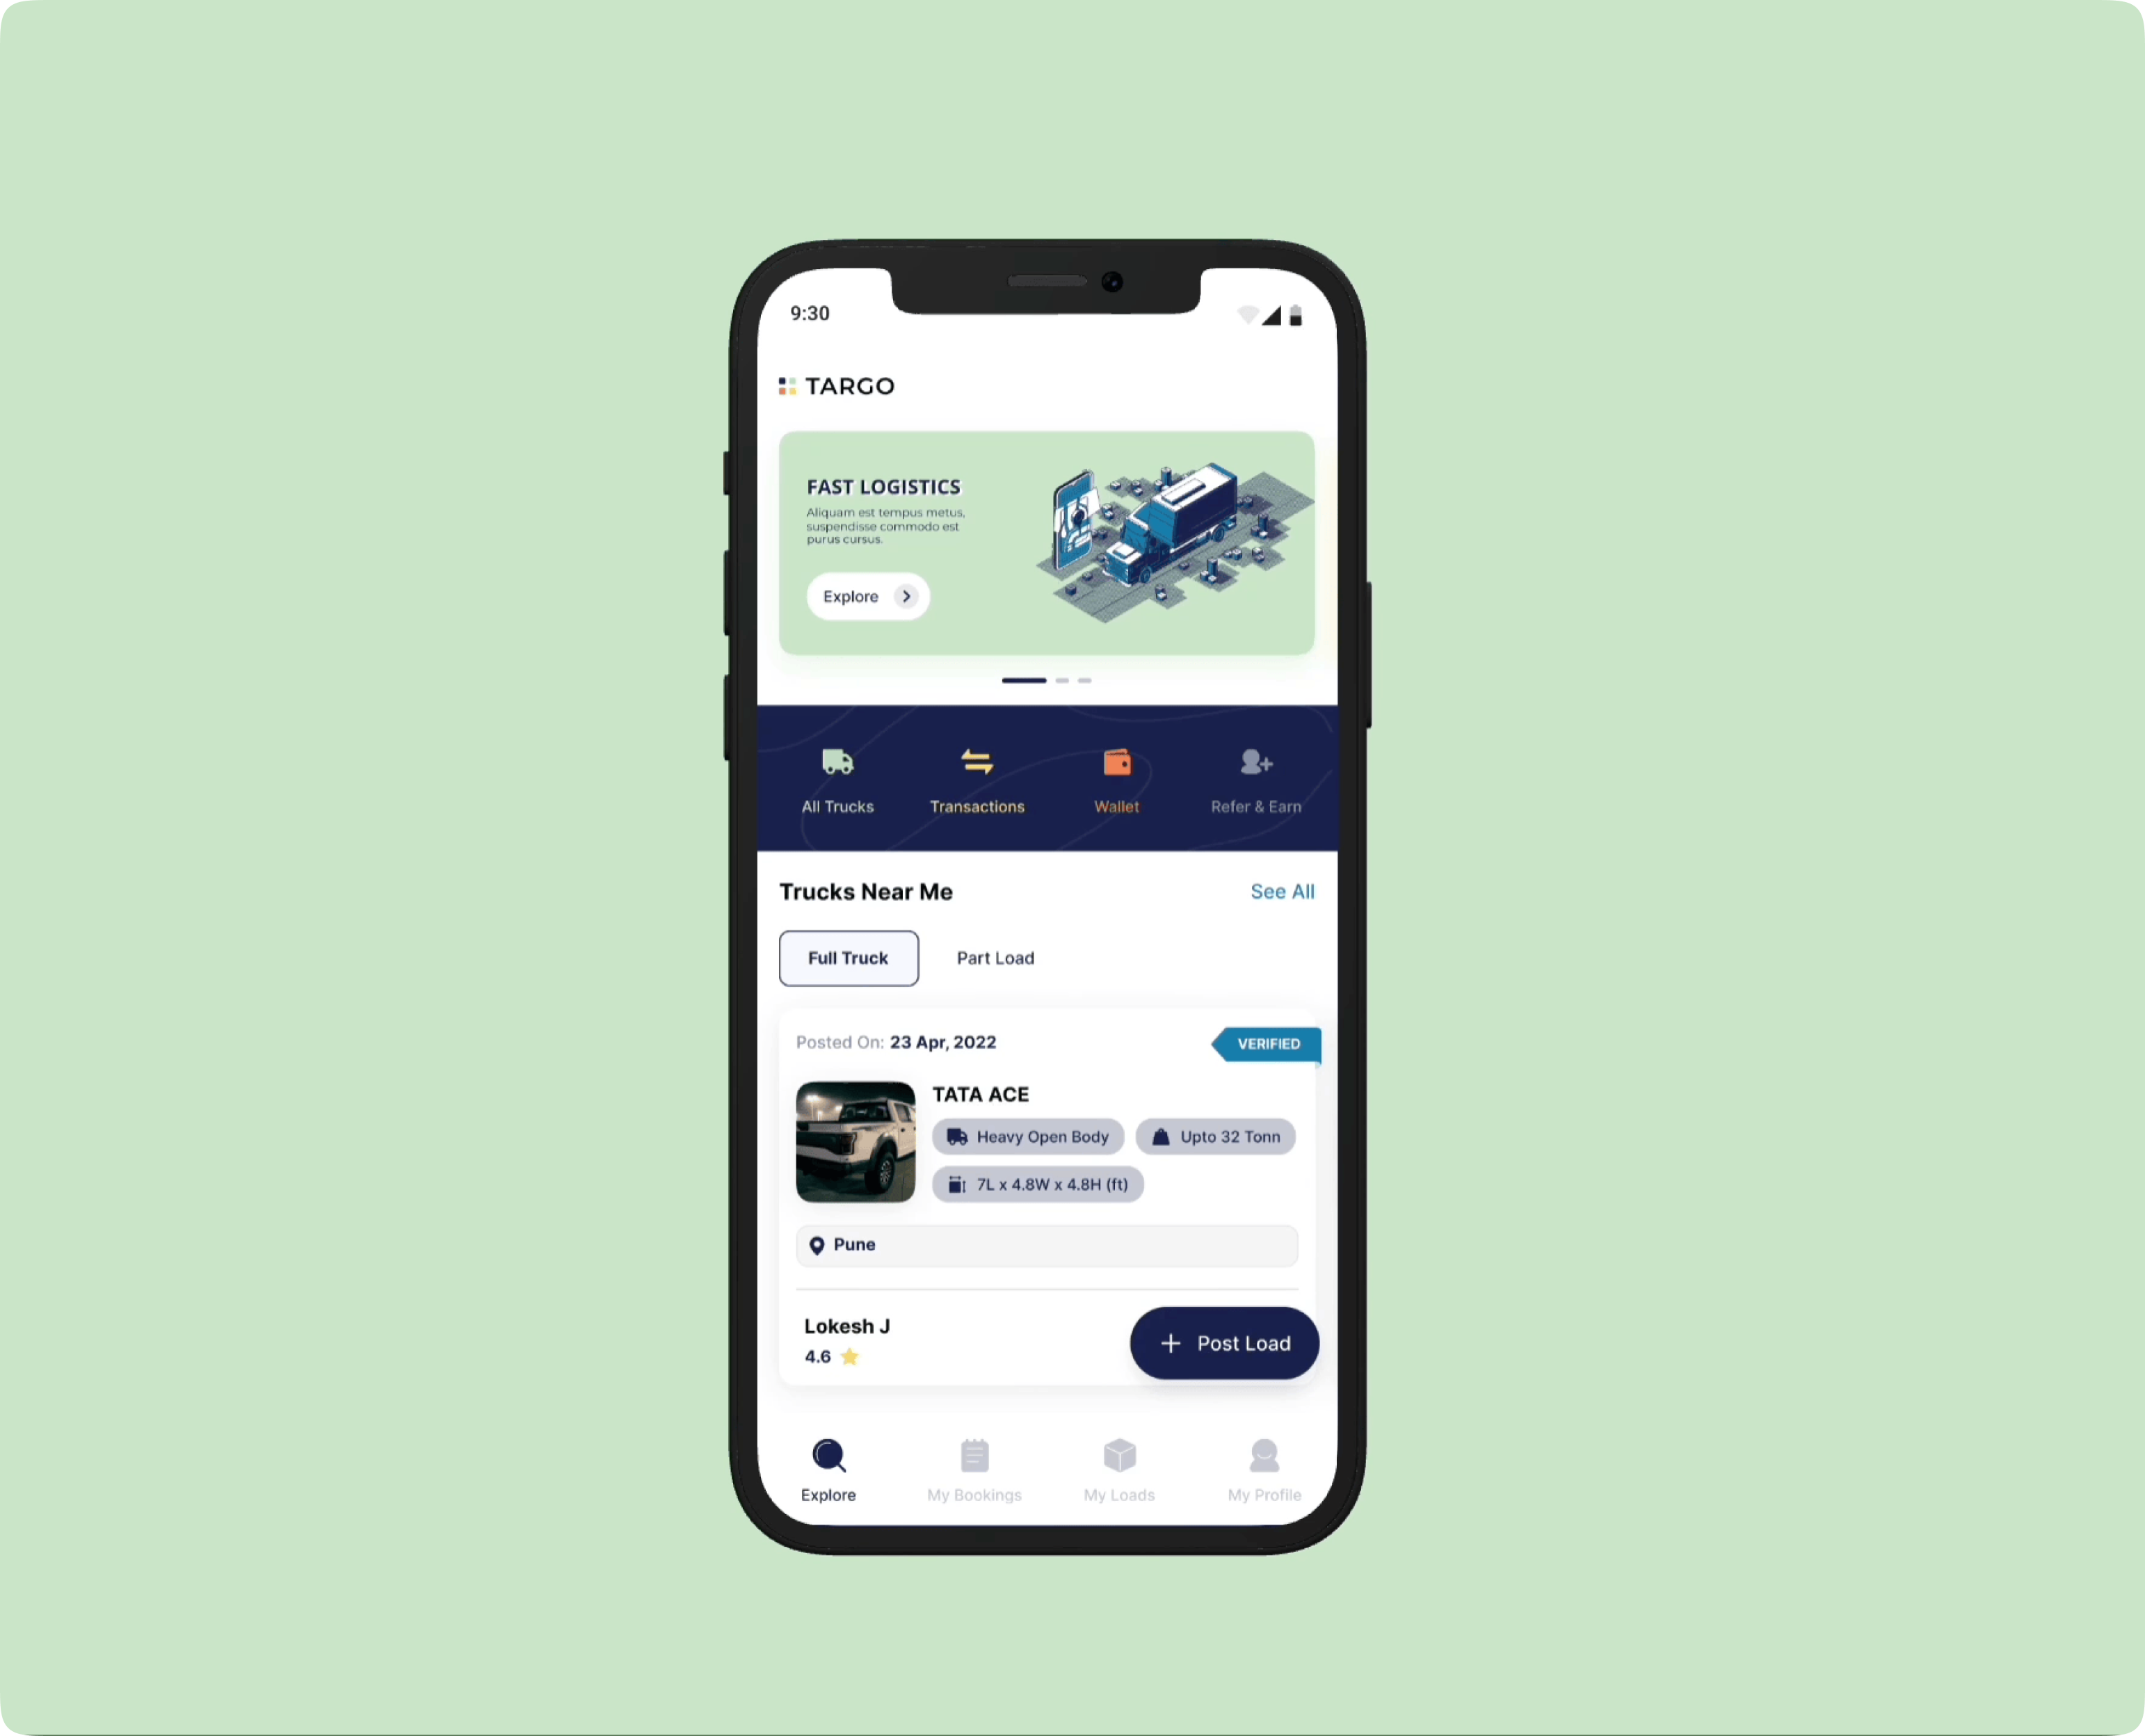 9:30
TARGO
FAST LOGISTICS
Aliquam est tempus metus,
suspendisse commodo est
purus cursus.
Explore
All Trucks Transactions Wallet Refer & Earn
Trucks Near Me See All
Full Truck Part Load
Posted On: 23 Apr, 2022 VERIFIED
TATA ACE
Heavy Open Body Upto 32 Tonn
7L x 4.8W x 4.8H (ft)
Pune
Lokesh J
4.6
+ Post Load
Explore My Bookings My Loads My Profile